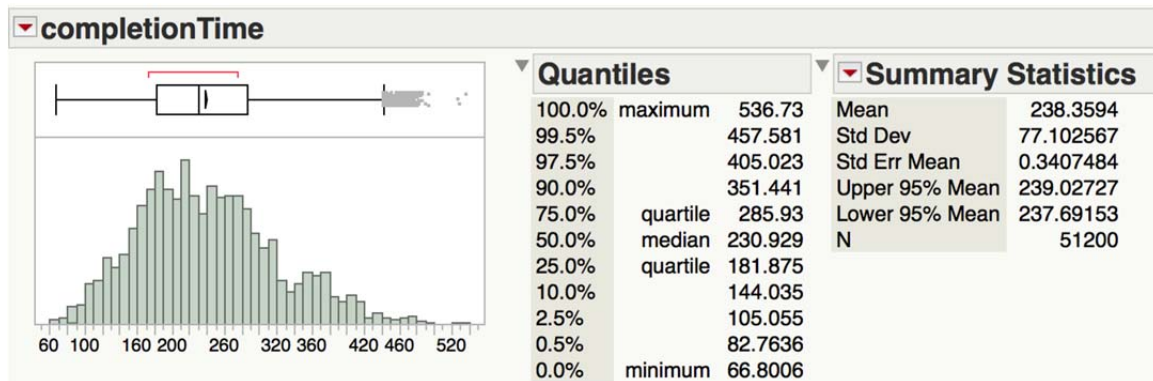 completionTime
60 100 160 200 260 320 360 420 460 520
Quantiles
100.0% maximum 536.73
99.5% 457.581
97.5% 405.023
90.0% 351.441
75.0% quartile 285.93
50.0% median 230.929
25.0% quartile 181.875
10.0% 144.035
2.5% 105.055
0.5% 82.7636
0.0% minimum 66.8006
Summary Statistics
Mean 238.3594
Std Dev 77.102567
Std Err Mean 0.3407484
Upper 95% Mean 239.02727
Lower 95% Mean 237.69153
N 51200